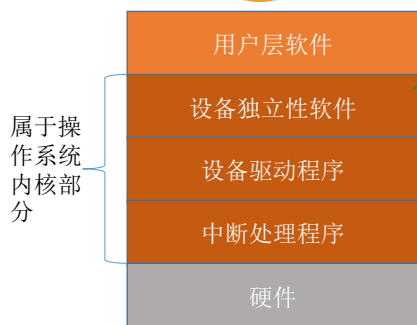 用户层软件
设备独立性软件
属于操
作系统
内核部
分
设备驱动程序
中断处理程序
硬件